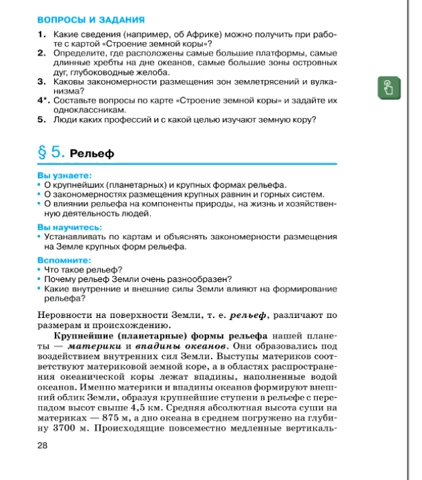 ВОПРОСЫ И ЗАДАНИЯ
1. Какие сведения (например, об Африке) можно получить при рабо-
те с картой «Строение земной коры»?
2. Определите, где расположены самые большие платформы, самые
длинные хребты на дне океанов, самые большие зоны островных
дуг, глубоководные желоба.
3. Каковы закономерности размещения зон землетрясений и вулка-
низма?
4*. Составьте вопросы по карте «Строение земной коры» и задайте их
одноклассникам.
5. Люди каких профессий и с какой целью изучают земную кору?
§ 5. Рельеф
Вы узнаете:
• О крупнейших (планетарных) и крупных формах рельефа.
• О закономерностях размещения крупных равнин и горных систем.
• О влиянии рельефа на компоненты природы, на жизнь и хозяйствен-
ную деятельность людей.
Вы научитесь:
• Устанавливать по картам и объяснять закономерности размещения
на Земле крупных форм рельефа.
Вспомните:
• Что такое рельеф?
• Почему рельеф Земли очень разнообразен?
• Какие внутренние и внешние силы Земли влияют на формирование
рельефа?
Неровности на поверхности Земли, т. е. рельеф, различают по
размерам и происхождению.
Крупнейшие (планетарные) формы рельефа нашей плане-
ты — материки и впадины океанов. Они образовались под
воздействием внутренних сил Земли. Выступы материков соот-
ветствуют материковой земной коре, а в областях распростране-
ния океанической коры лежат впадины, наполненные водой
океанов. Именно материки и впадины океанов формируют внеш-
ний облик Земли, образуя крупнейшие ступени в рельефе с пере-
падом высот свыше 4,5 км. Средняя абсолютная высота суши на
материках — 875 м, а дно океана в среднем погружено на глуби-
ну 3700 м. Происходящие повсеместно медленные вертикаль-
28